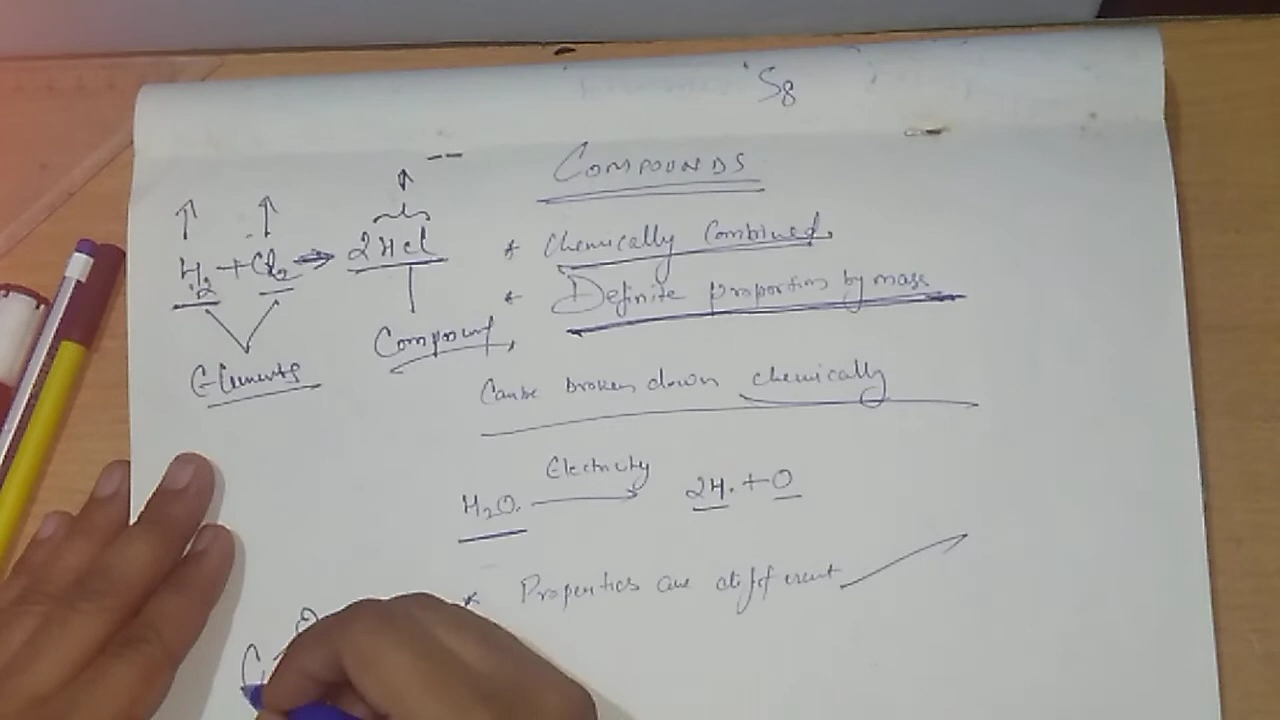 S8
COMPOUNDS
H2 + Cl2 → 2HCl
* Chemically Combined.
* Definite proportion by mass
Elements
Compound,
Can be broken down chemically
Electricity
H2O. → 2H. + O
* Properties are different
C